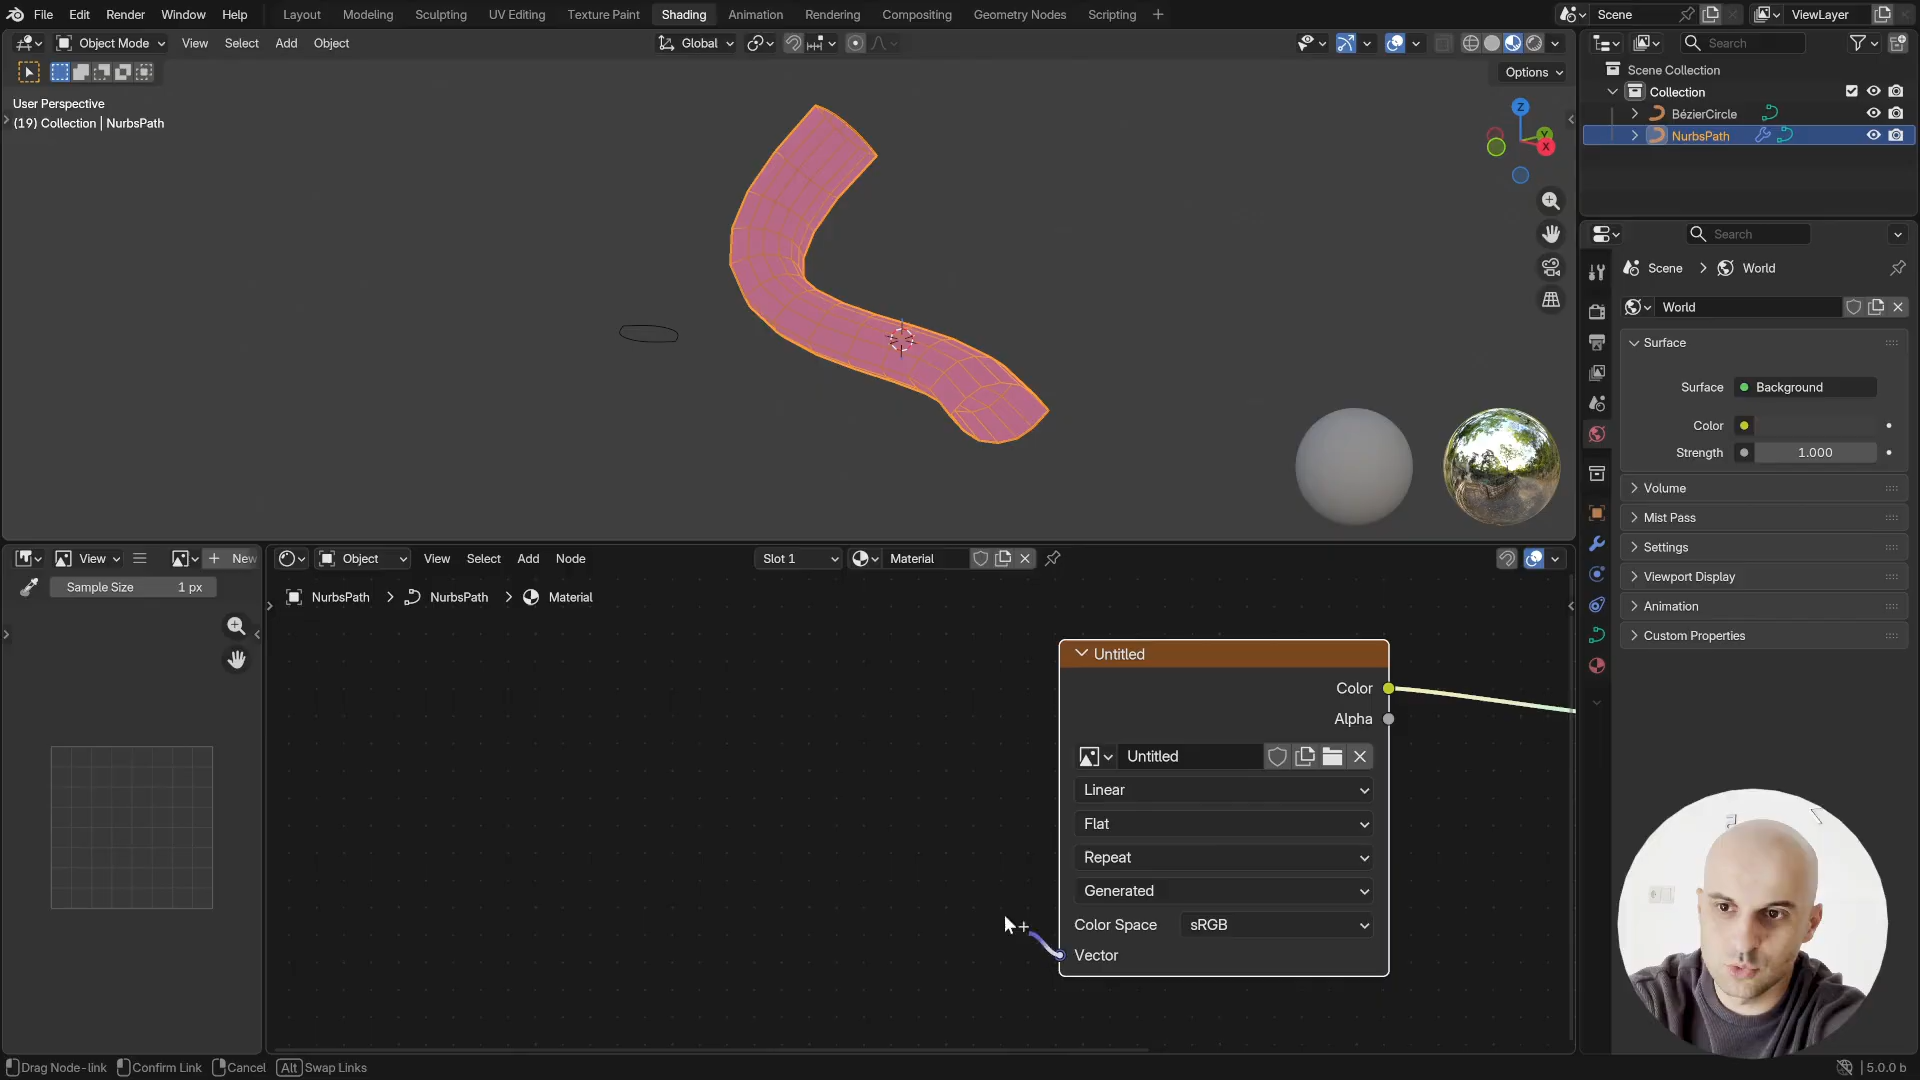 File Edit Render Window Help Layout Modeling Sculpting UV Editing Texture Paint Shading Animation Rendering Compositing Geometry Nodes Scripting + Scene ViewLayer
Object Mode View Select Add Object Global Search
Options
User Perspective
(19) Collection | NurbsPath
Z
Y
X
Scene Collection
Collection
BézierCircle
NurbsPath
Search
Scene > World
World
Surface
Surface Background
Color
Strength 1.000
Volume
Mist Pass
Settings
Viewport Display
Animation
Custom Properties
View New Object View Select Add Node Slot 1 Material
Sample Size 1 px
NurbsPath > NurbsPath > Material
Untitled
Color
Alpha
Untitled
Linear
Flat
Repeat
Generated
Color Space sRGB
Vector
Drag Node-link Confirm Link Cancel Alt Swap Links 5.0.0 b